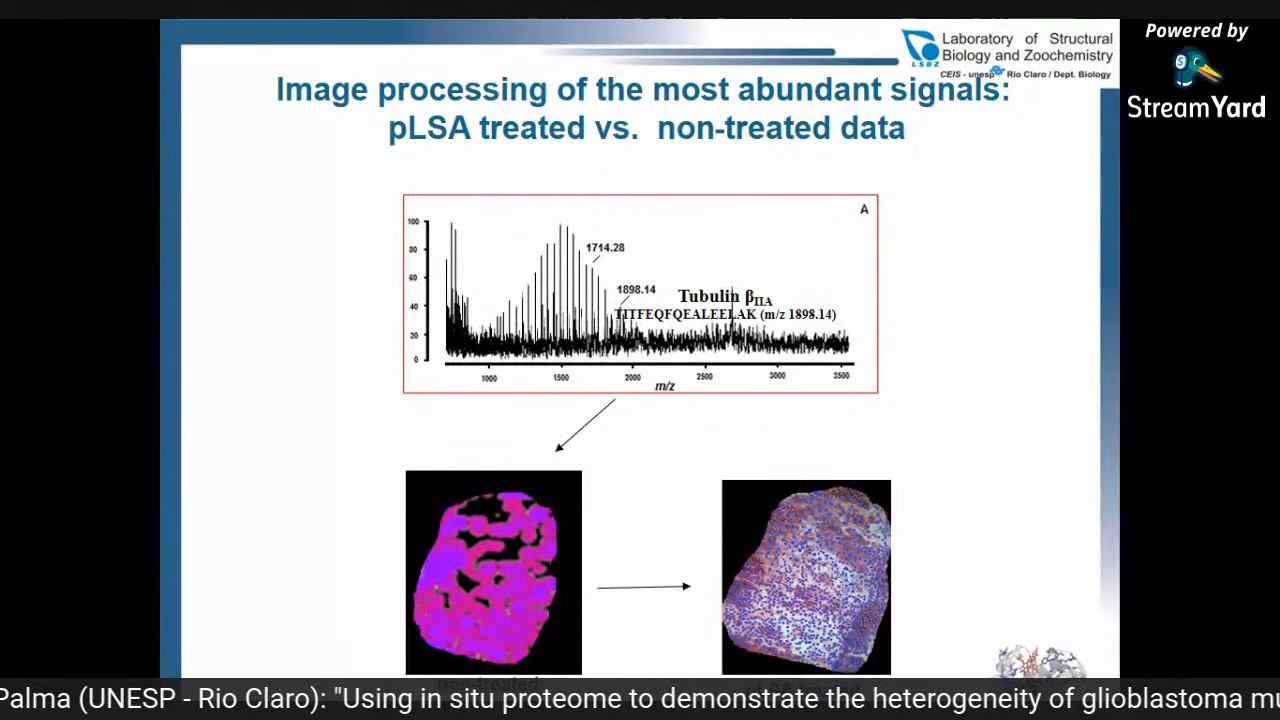 Powered by
StreamYard
Laboratory of Structural
Biology and Zoochemistry
LSBZ
CEIS - unesp Rio Claro / Dept. Biology
Image processing of the most abundant signals:
pLSA treated vs. non-treated data
A
100
80
60
40
20
0
1714.28
1898.14
Tubulin βIIA
TITFEQFQEALEELAK (m/z 1898.14)
1000 1500 2000 2500 3000 3500
m/z
non-treated
Palma (UNESP - Rio Claro): "Using in situ proteome to demonstrate the heterogeneity of glioblastoma mu